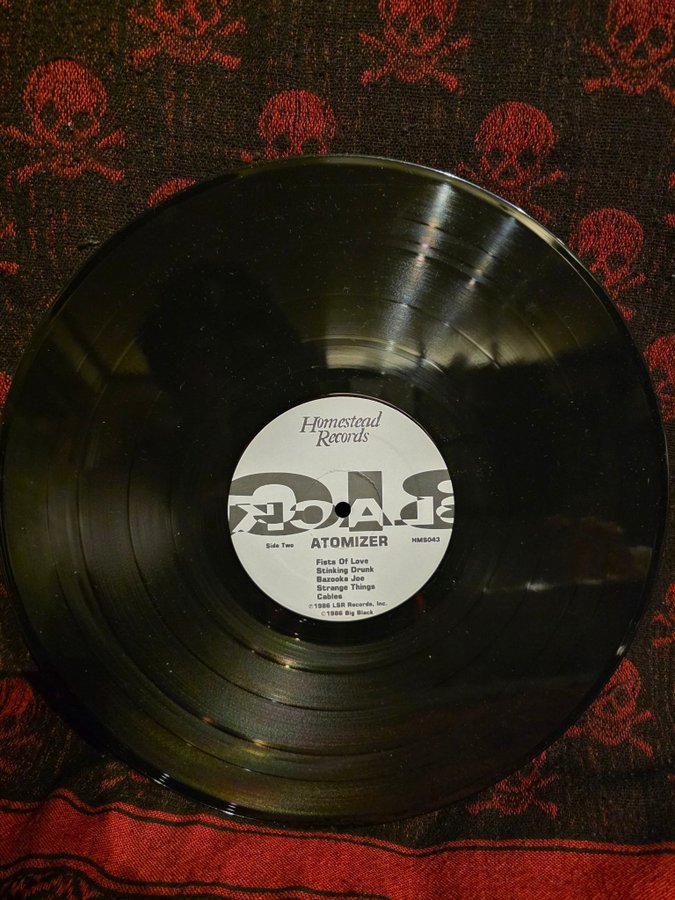 Homestead
Records
BIG
BLACK
Side Two
ATOMIZER
HMS043
Fists Of Love
Stinking Drunk
Bazooka Joe
Strange Things
Cables
℗1986 LSR Records, Inc.
©1986 Big Black